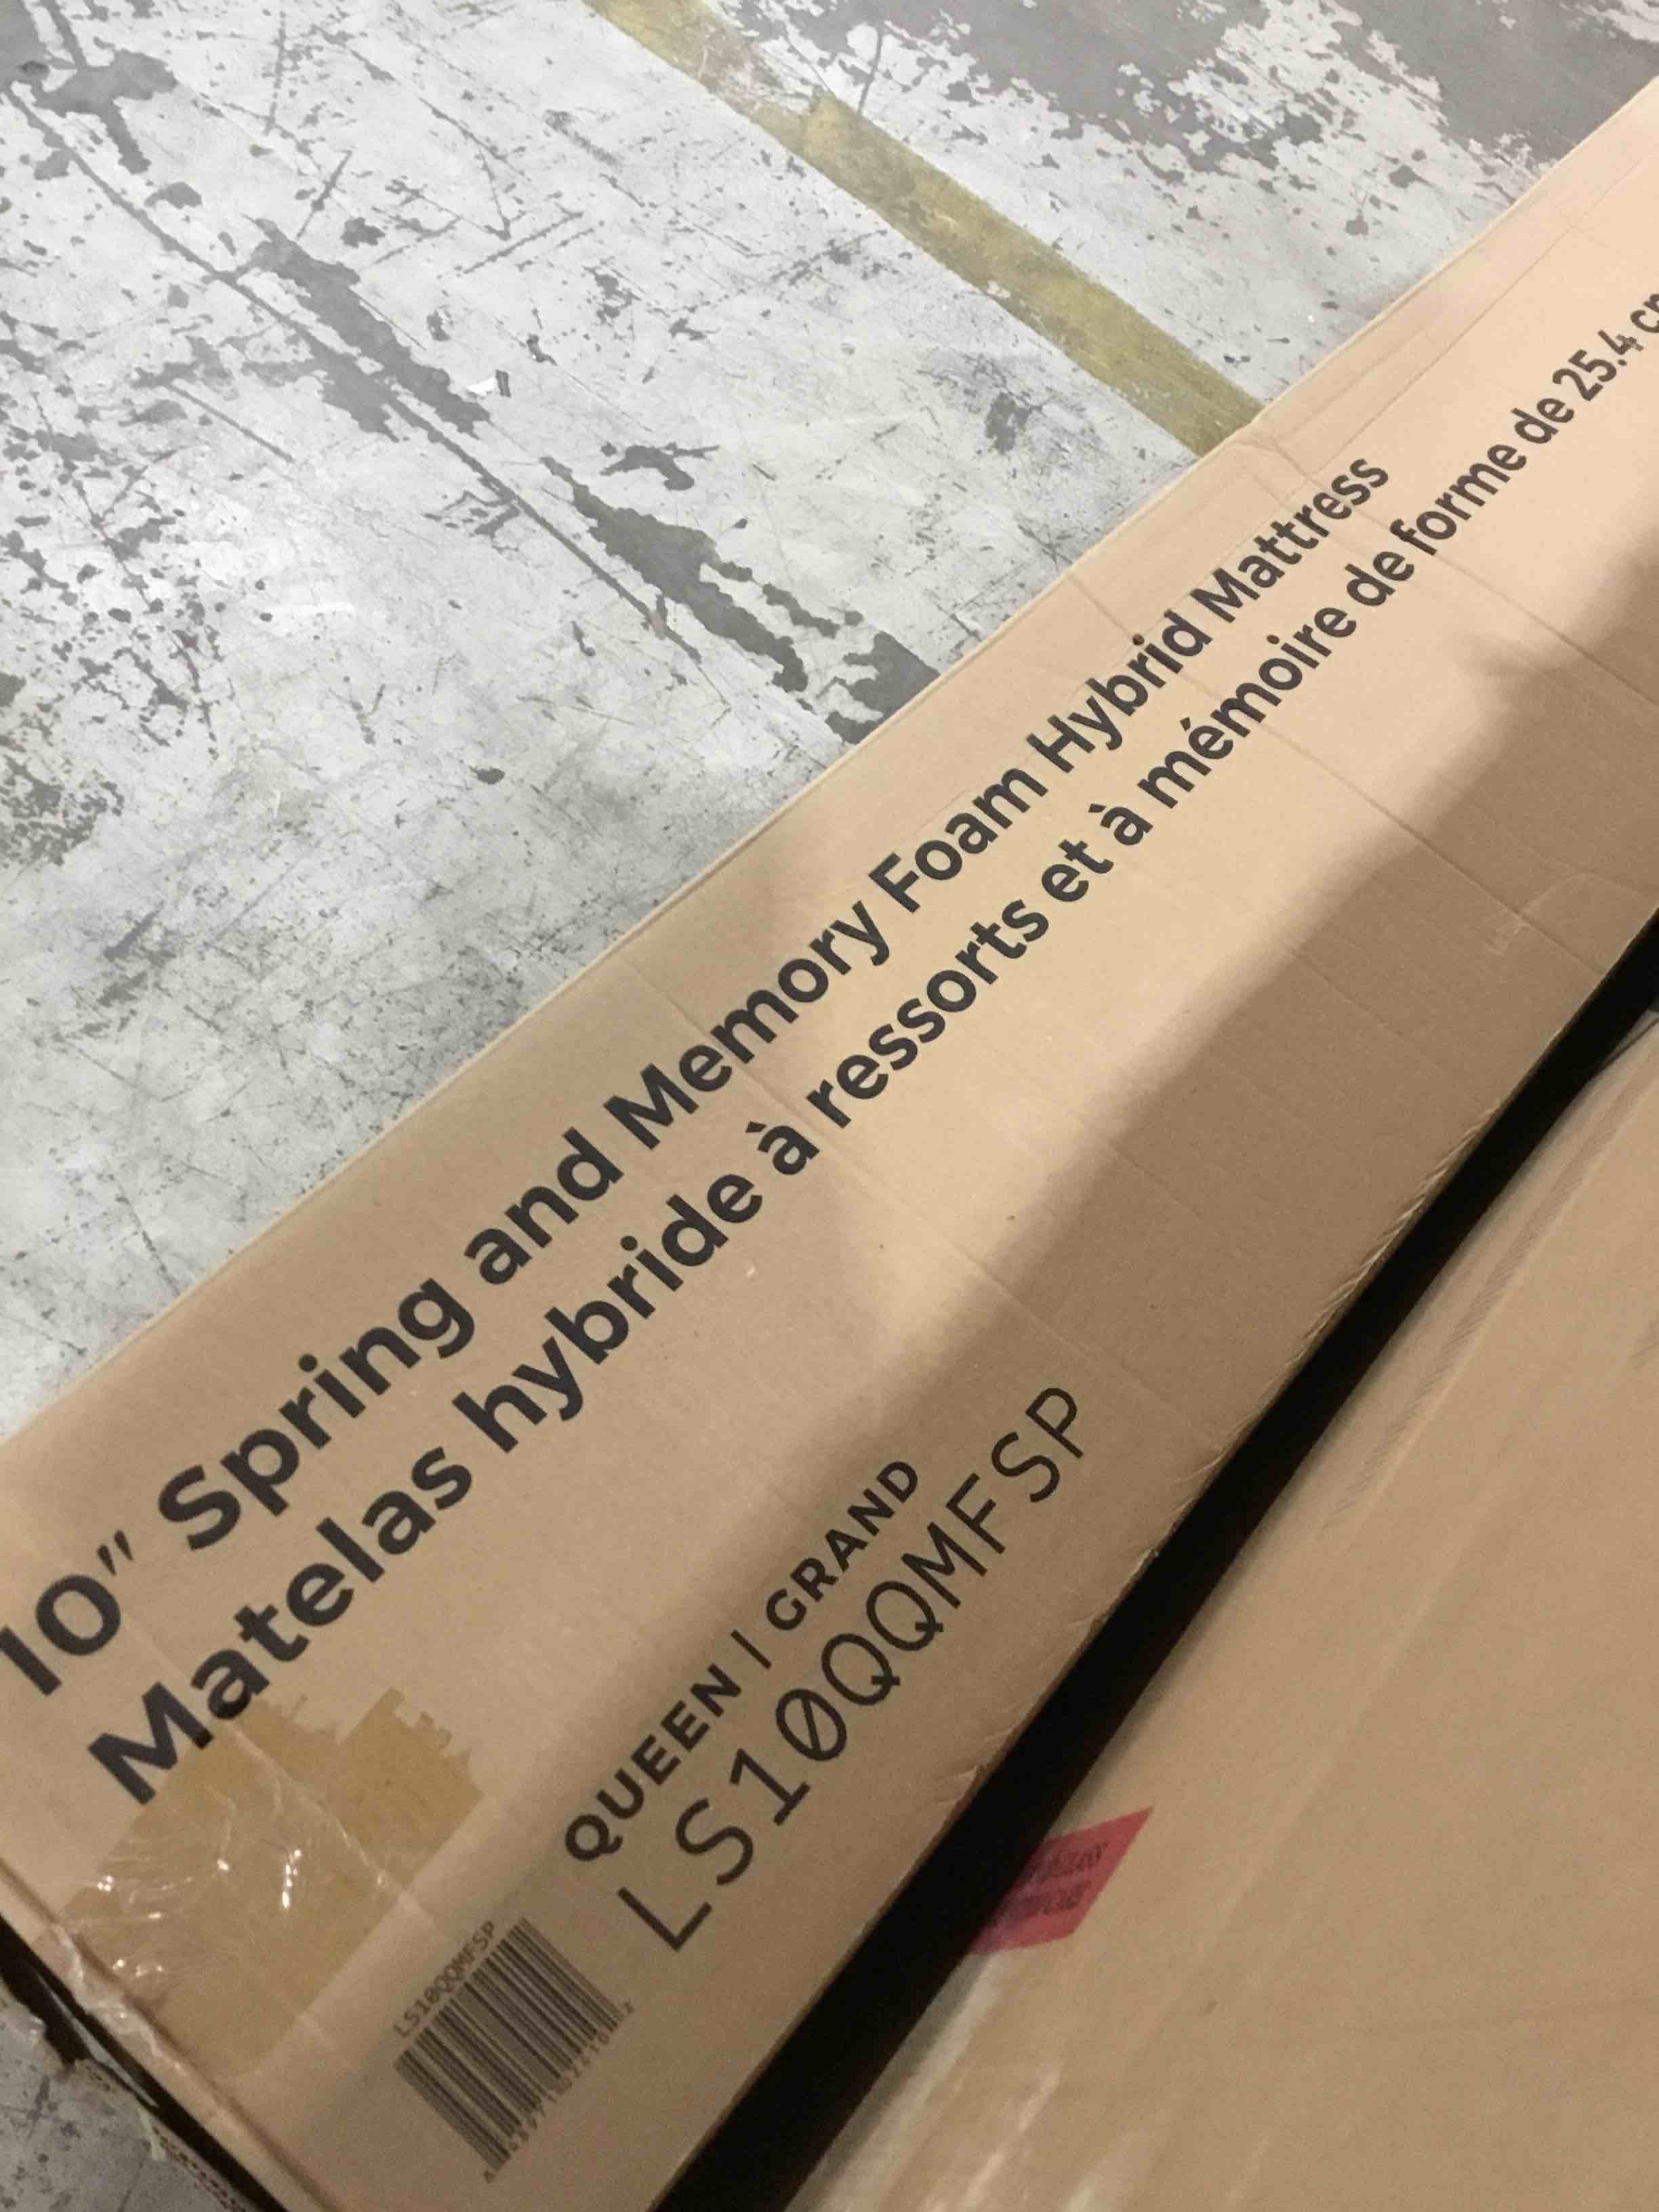 10” Spring and Memory Foam Hybrid Mattress
Matelas hybride à ressorts et à mémoire de forme de 25.4
QUEEN | GRAND
LS10QQMFSP
LS10QQMFSP